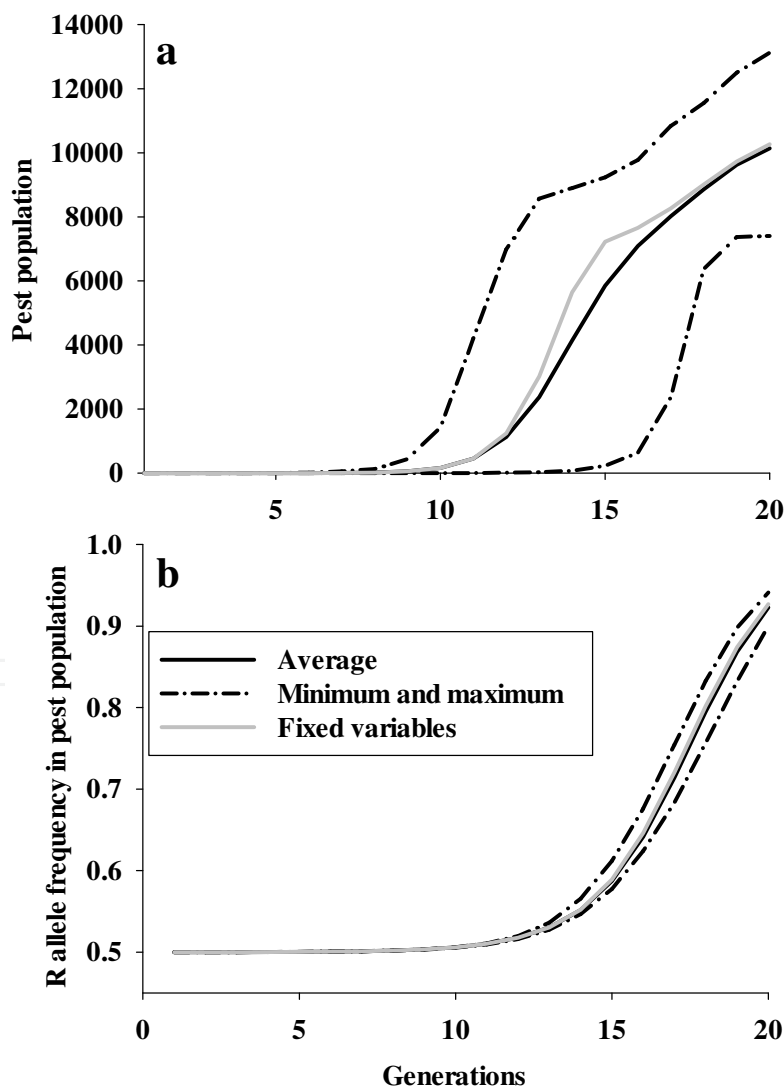 14000
a
12000
10000
8000
6000
4000
2000
0
Pest population
5
10
15
20
1.0
b
0.9
0.8
0.7
0.6
0.5
R allele frequency in pest population
Average
Minimum and maximum
Fixed variables
0
5
10
15
20
Generations